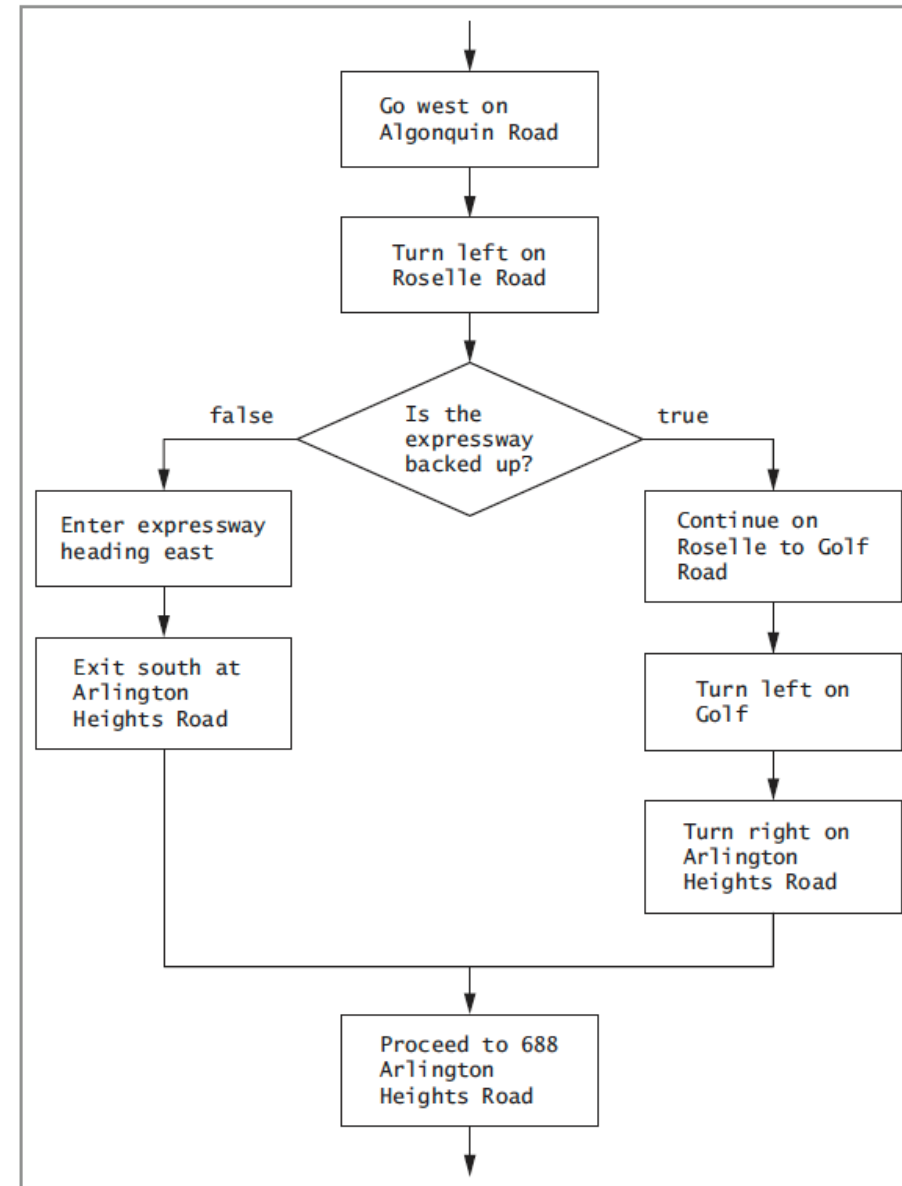 Go west on
Algonquin Road
Turn left on
Roselle Road
Is the
expressway
backed up?
false
true
Enter expressway
heading east
Exit south at
Arlington
Heights Road
Continue on
Roselle to Golf
Road
Turn left on
Golf
Turn right on
Arlington
Heights Road
Proceed to 688
Arlington
Heights Road